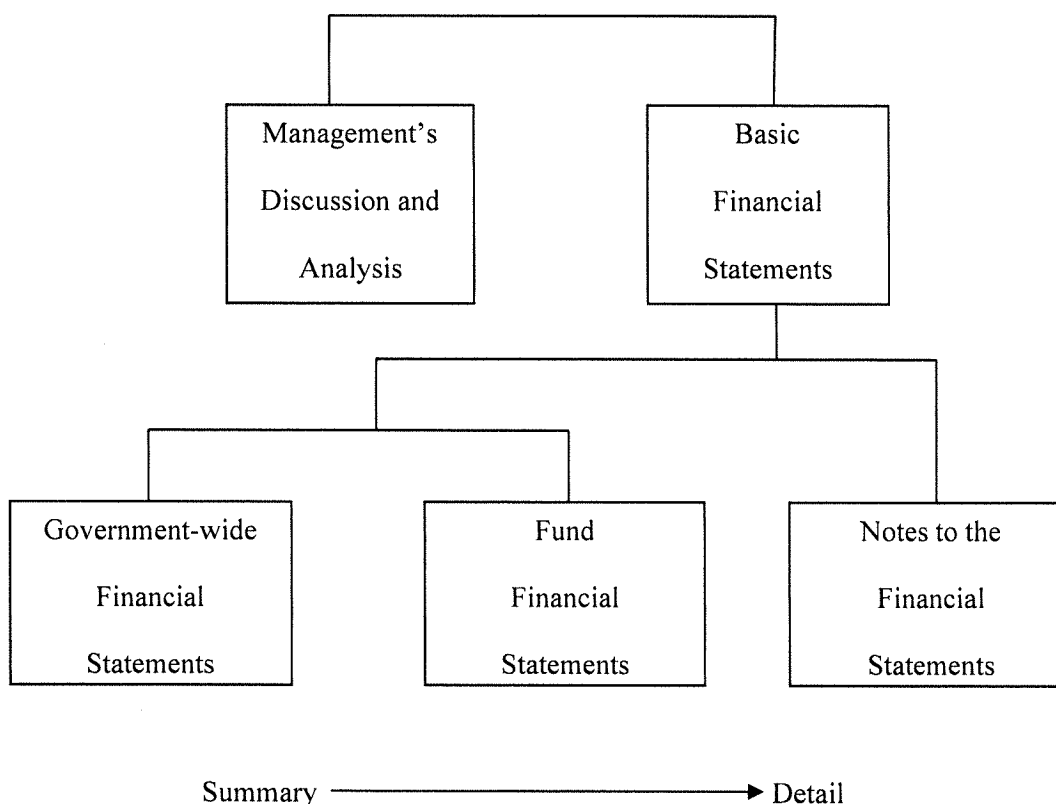 Management’s
Discussion and
Analysis
Basic
Financial
Statements
Government-wide
Financial
Statements
Fund
Financial
Statements
Notes to the
Financial
Statements
Summary
Detail